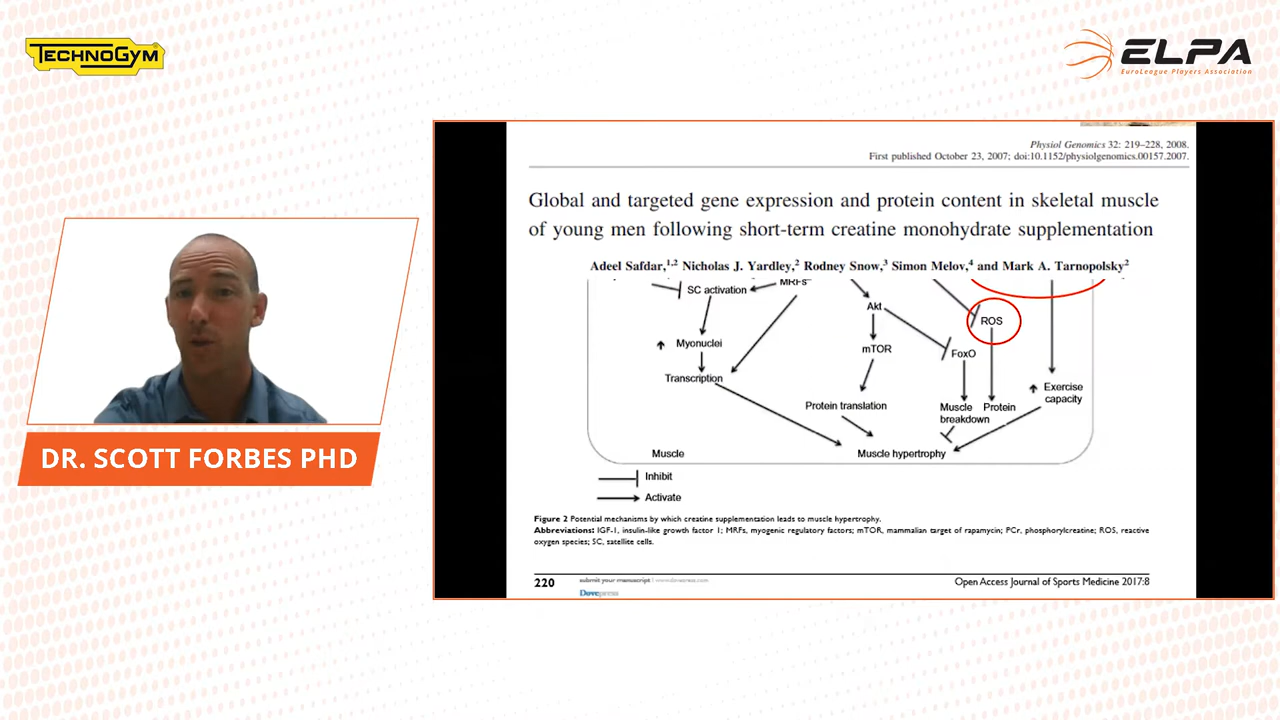 TECHNOGYM
ELPA
EuroLeague Players Association
Physiol Genomics 32: 219–228, 2008.
First published October 23, 2007; doi:10.1152/physiolgenomics.00157.2007.
Global and targeted gene expression and protein content in skeletal muscle
of young men following short-term creatine monohydrate supplementation
Adeel Safdar,1,2 Nicholas J. Yardley,2 Rodney Snow,3 Simon Melov,4 and Mark A. Tarnopolsky2
SC activation
MRFs
Akt
ROS
Myonuclei
mTOR
FoxO
Transcription
Exercise
capacity
Protein translation
Muscle
breakdown
Protein
Muscle
Muscle hypertrophy
Inhibit
Activate
DR. SCOTT FORBES PHD
Figure 2 Potential mechanisms by which creatine supplementation leads to muscle hypertrophy.
Abbreviations: IGF-1, insulin-like growth factor 1; MRFs, myogenic regulatory factors; mTOR, mammalian target of rapamycin; PCr, phosphorylcreatine; ROS, reactive
oxygen species; SC, satellite cells.
220
submit your manuscript | www.dovepress.com
Dovepress
Open Access Journal of Sports Medicine 2017:8